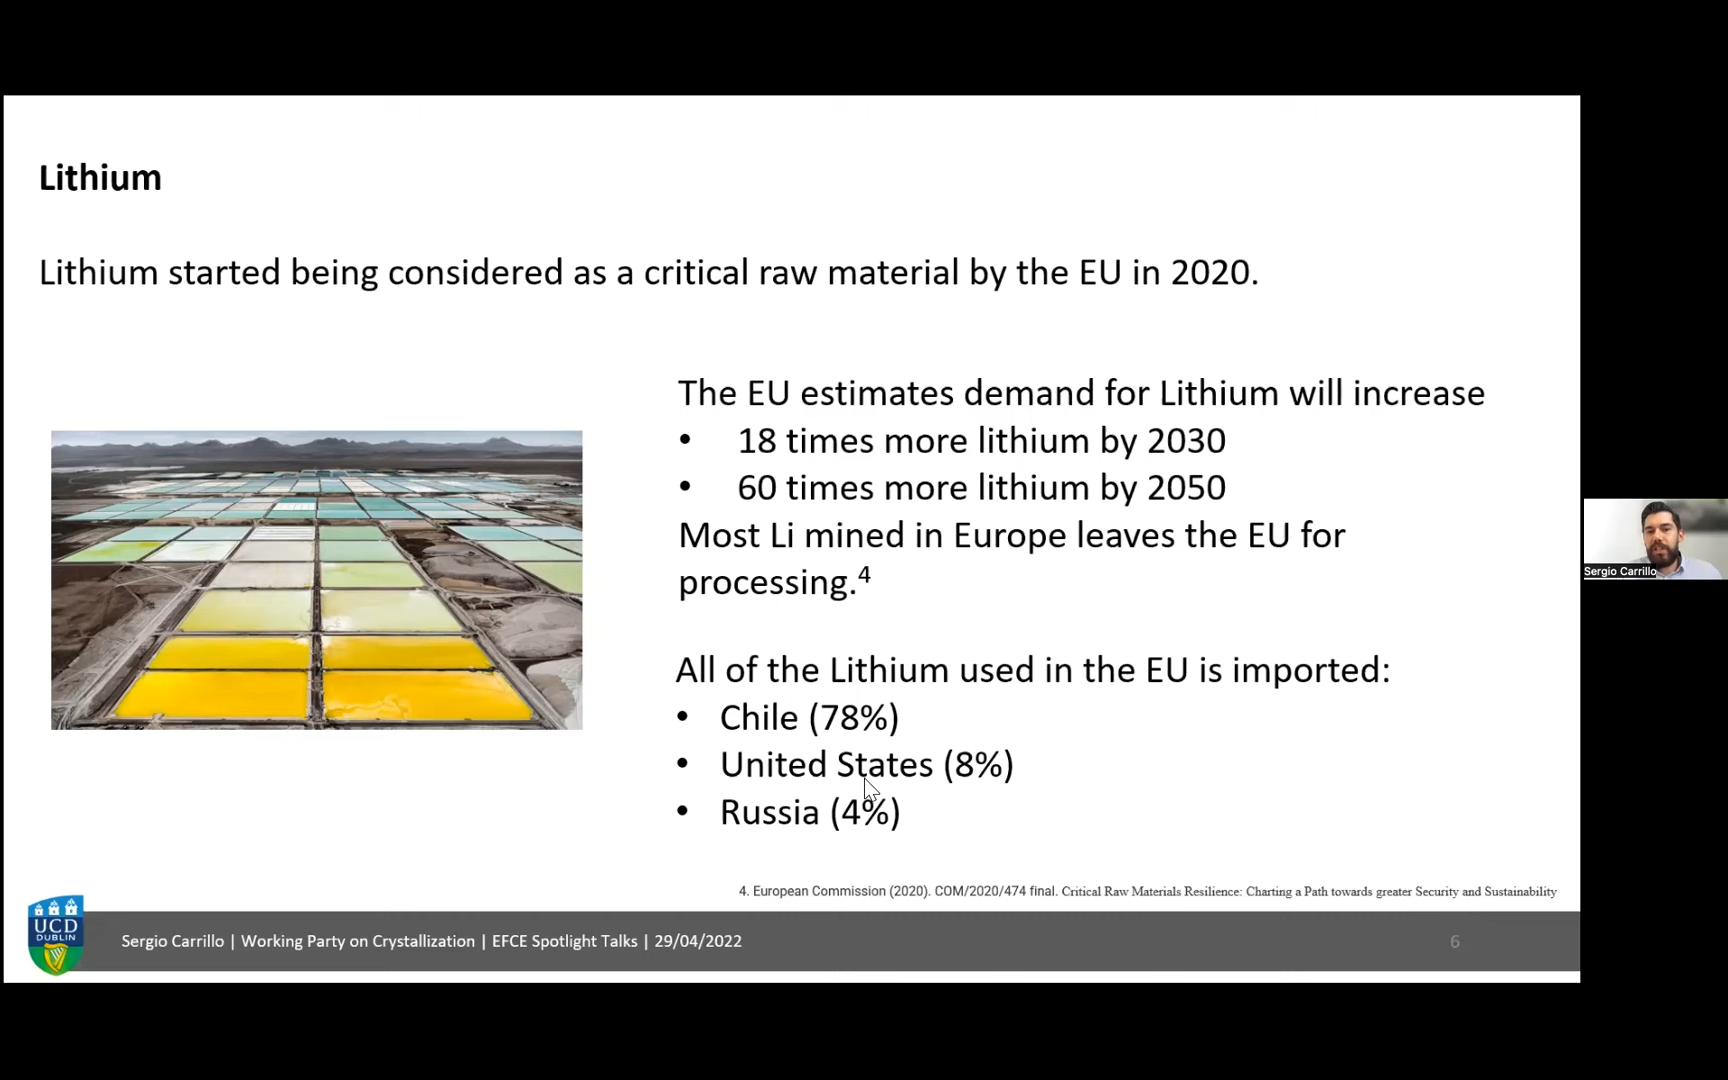 Lithium
Lithium started being considered as a critical raw material by the EU in 2020.
The EU estimates demand for Lithium will increase
• 18 times more lithium by 2030
• 60 times more lithium by 2050
Most Li mined in Europe leaves the EU for
processing.⁴
All of the Lithium used in the EU is imported:
• Chile (78%)
• United States (8%)
• Russia (4%)
Sergio Carrillo
4. European Commission (2020). COM/2020/474 final. Critical Raw Materials Resilience: Charting a Path towards greater Security and Sustainability
UCD
DUBLIN
Sergio Carrillo | Working Party on Crystallization | EFCE Spotlight Talks | 29/04/2022
6